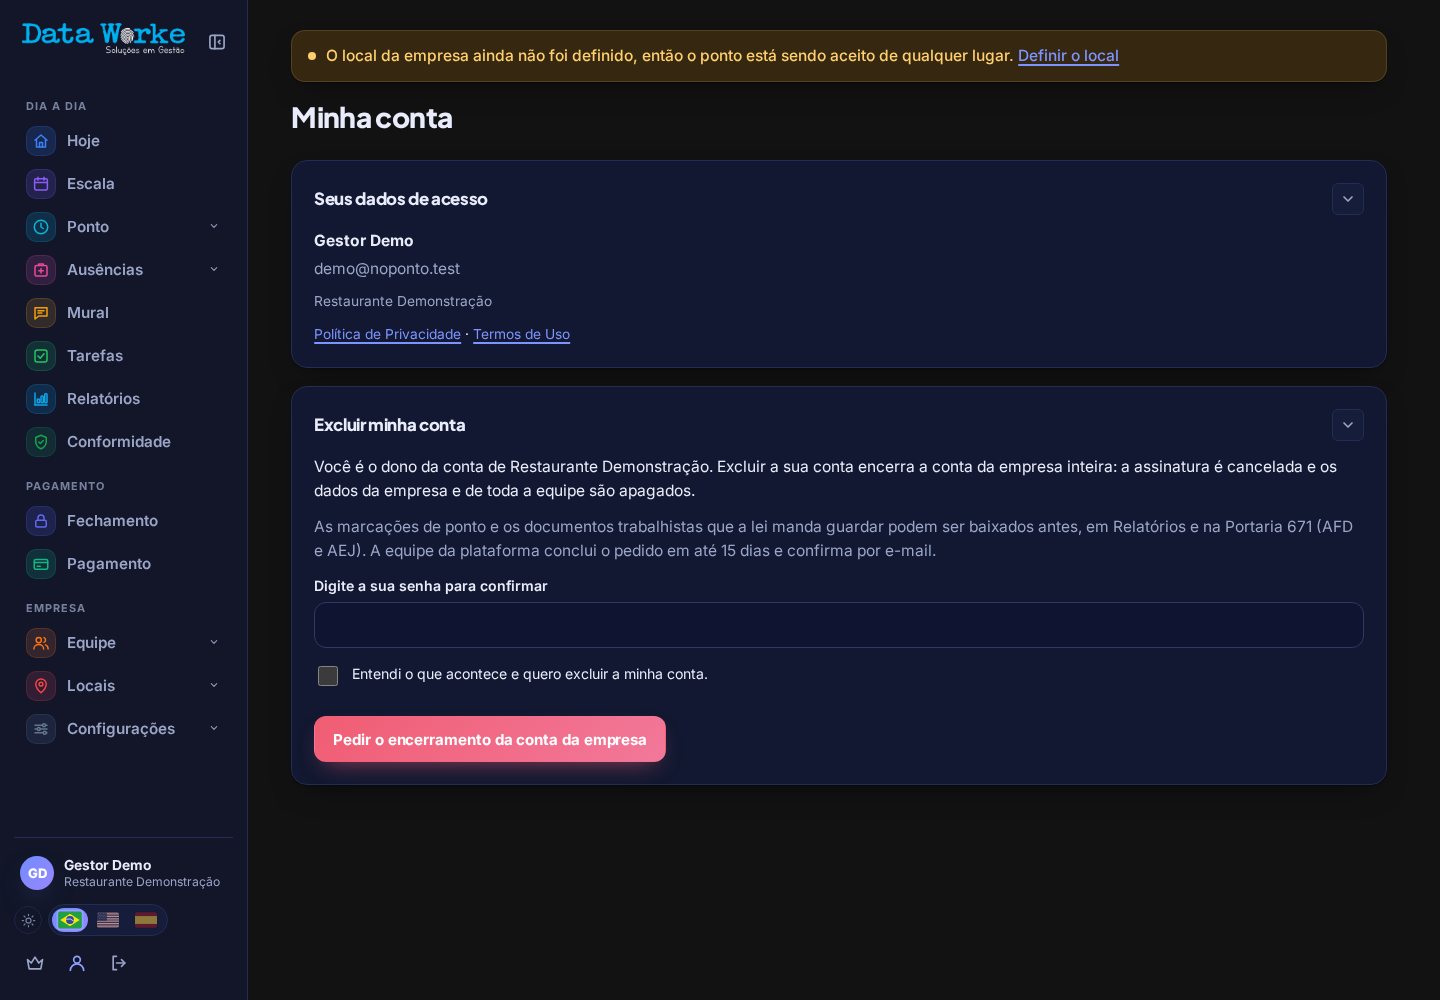 Data Worke
Soluções em Gestão
DIA A DIA
Hoje
Escala
Ponto
Ausências
Mural
Tarefas
Relatórios
Conformidade
PAGAMENTO
Fechamento
Pagamento
EMPRESA
Equipe
Locais
Configurações
GD
Gestor Demo
Restaurante Demonstração
O local da empresa ainda não foi definido, então o ponto está sendo aceito de qualquer lugar. Definir o local
Minha conta
Seus dados de acesso
Gestor Demo
demo@noponto.test
Restaurante Demonstração
Política de Privacidade · Termos de Uso
Excluir minha conta
Você é o dono da conta de Restaurante Demonstração. Excluir a sua conta encerra a conta da empresa inteira: a assinatura é cancelada e os
dados da empresa e de toda a equipe são apagados.
As marcações de ponto e os documentos trabalhistas que a lei manda guardar podem ser baixados antes, em Relatórios e na Portaria 671 (AFD
e AEJ). A equipe da plataforma conclui o pedido em até 15 dias e confirma por e-mail.
Digite a sua senha para confirmar
Entendi o que acontece e quero excluir a minha conta.
Pedir o encerramento da conta da empresa